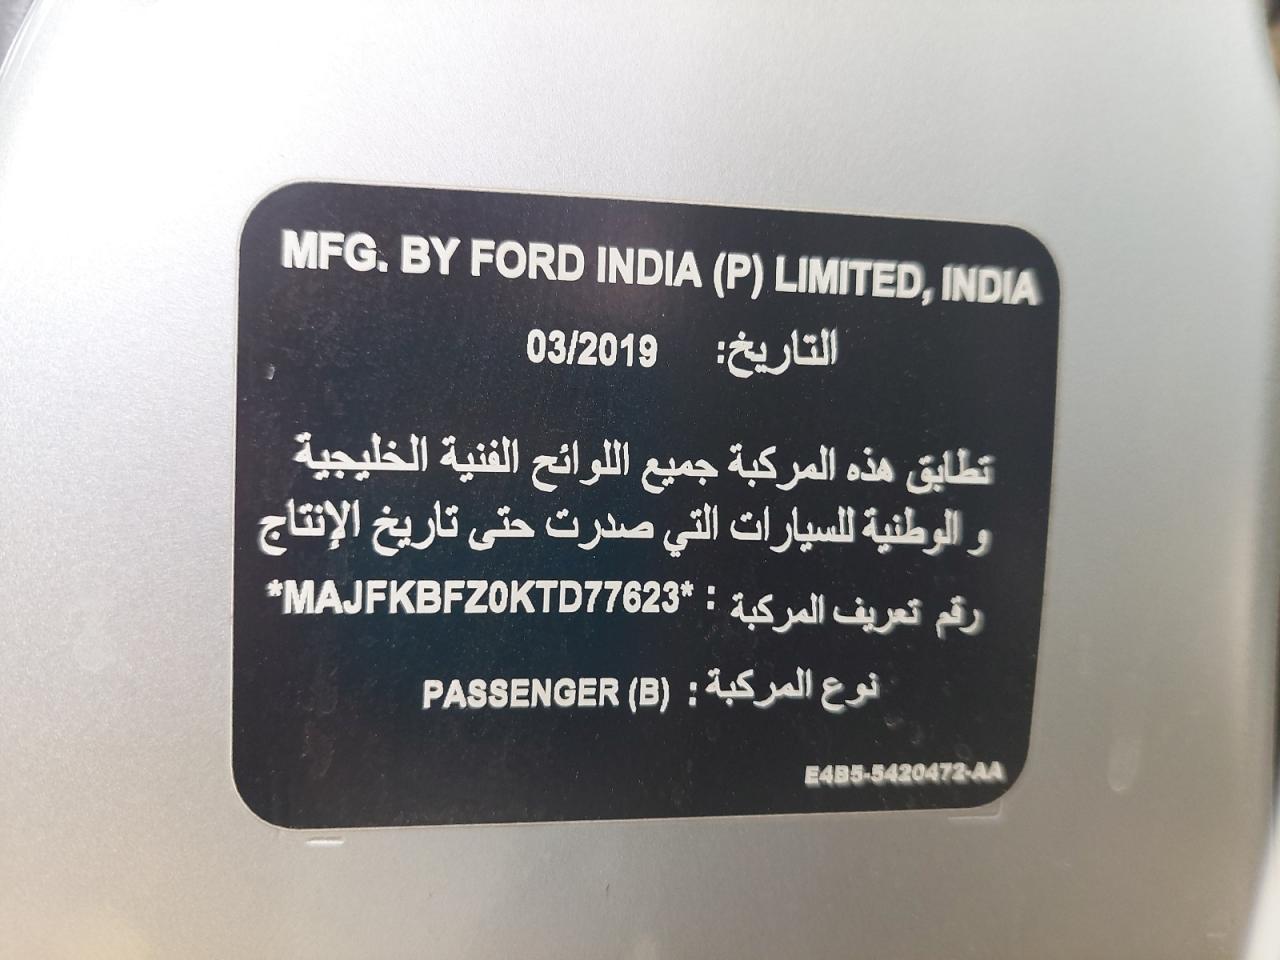 MFG. BY FORD INDIA (P) LIMITED, INDIA
التاريخ: 03/2019
تطابق هذه المركبة جميع اللوائح الفنية الخليجية
و الوطنية للسيارات التي صدرت حتى تاريخ الإنتاج
رقم تعريف المركبة : *MAJFKBFZ0KTD77623*
نوع المركبة : PASSENGER (B)
E4B5-5420472-AA